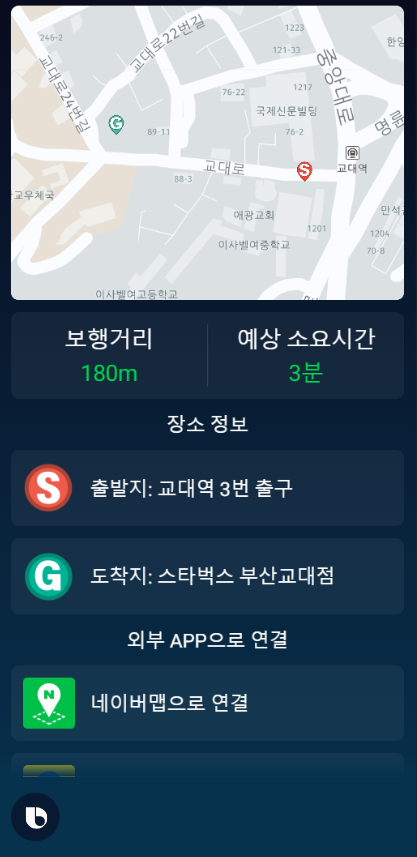 1223
246-2
교대로22번길
121-33
한양
중앙대로
교대로24번길
76-22
1217
국제신문빌딩
G
89-11
76-2
명륜
교대로
S
교대역
88-3
교우체국
애광교회
만석
1201
1204
이사벨여중학교
70-8
이사벨여고등학교
보행거리
예상 소요시간
180m
3분
장소 정보
S
출발지: 교대역 3번 출구
G
도착지: 스타벅스 부산교대점
외부 APP으로 연결
N
네이버맵으로 연결